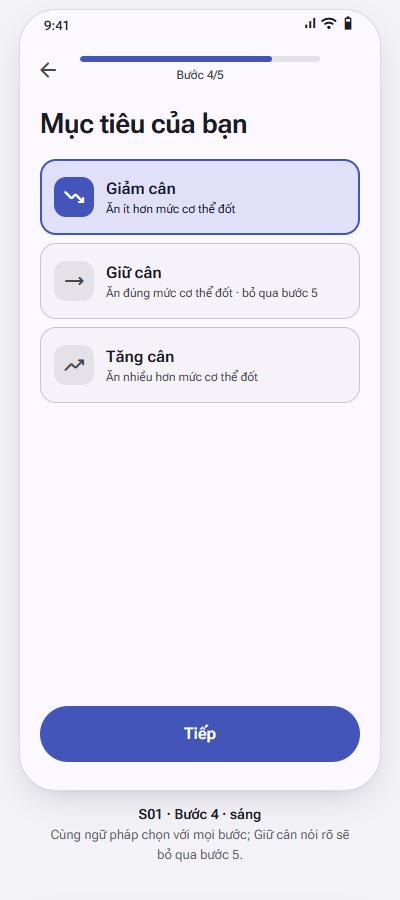 9:41
Bước 4/5
Mục tiêu của bạn
Giảm cân
Ăn ít hơn mức cơ thể đốt
Giữ cân
Ăn đúng mức cơ thể đốt · bỏ qua bước 5
Tăng cân
Ăn nhiều hơn mức cơ thể đốt
Tiếp
S01 · Bước 4 · sáng
Cùng ngữ pháp chọn với mọi bước; Giữ cân nói rõ sẽ
bỏ qua bước 5.